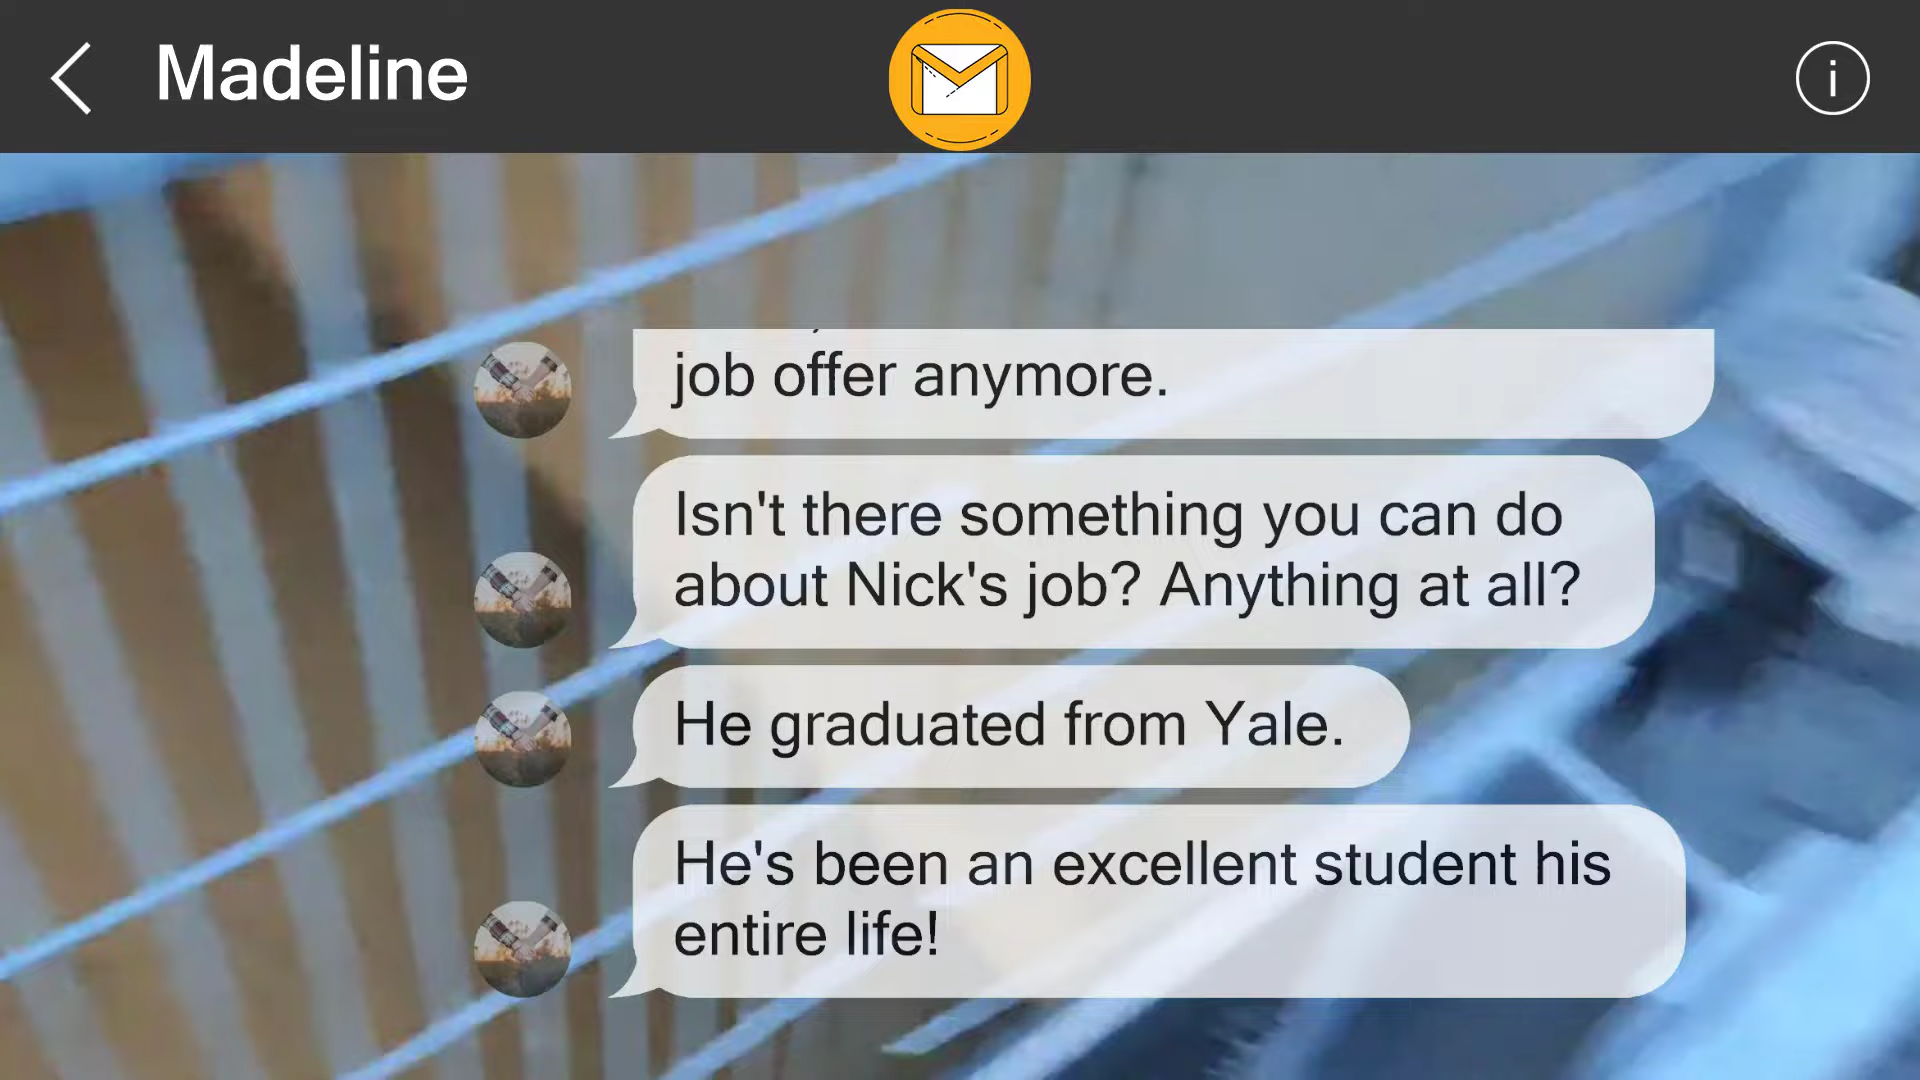 Madeline
job offer anymore.
Isn't there something you can do
about Nick's job? Anything at all?
He graduated from Yale.
He's been an excellent student his
entire life!